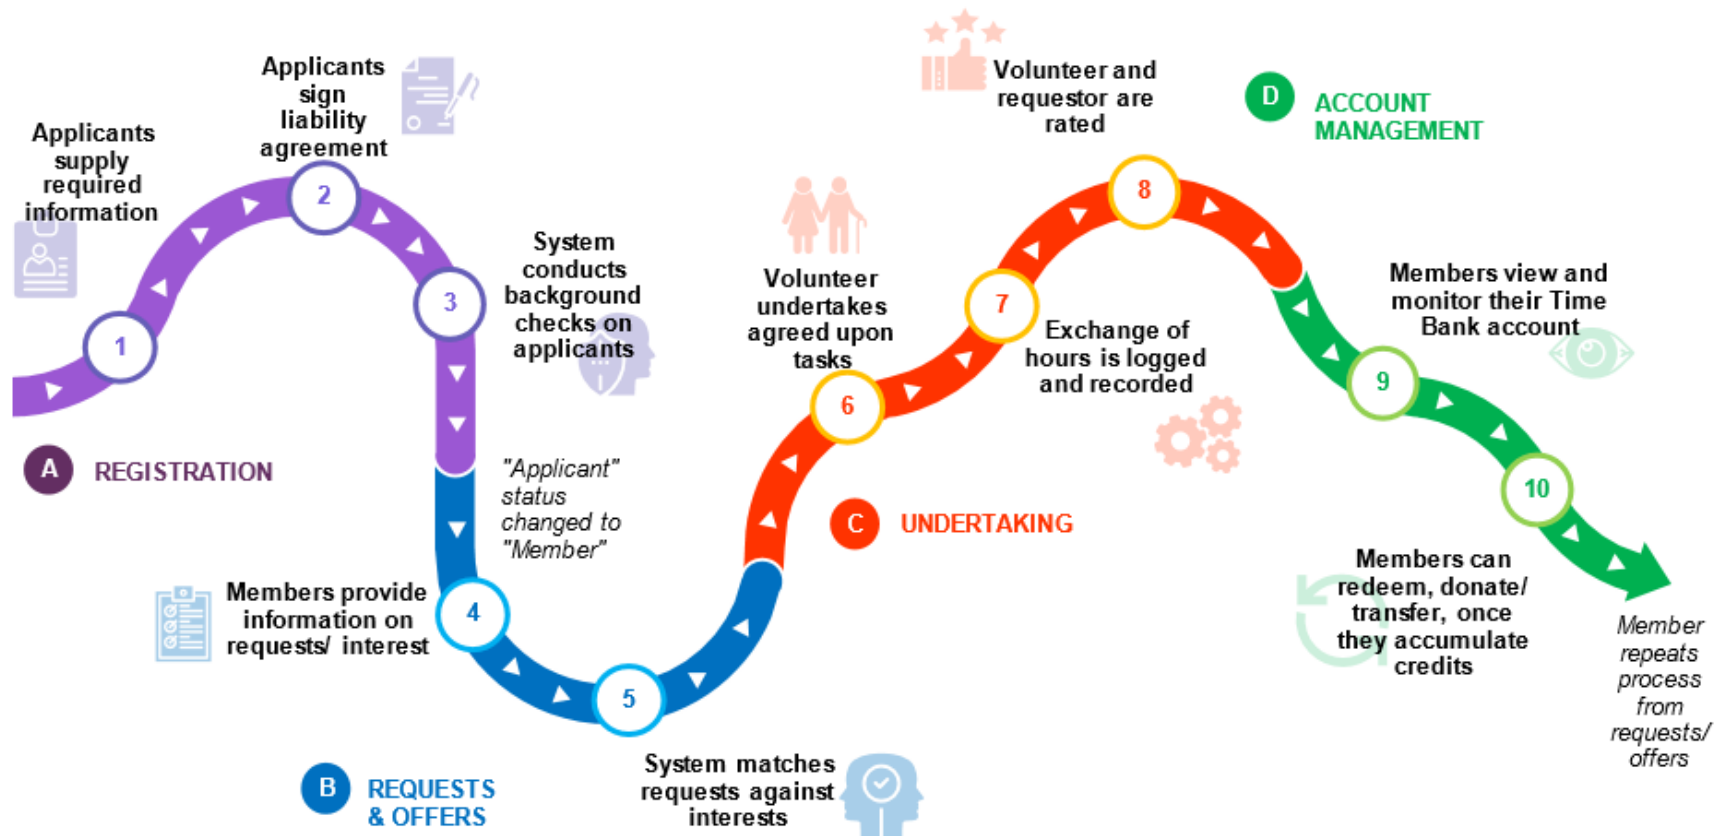 Applicants
supply
required
information
1
Applicants
sign
liability
agreement
2
System
conducts
background
checks on
applicants
3
A
REGISTRATION
"Applicant"
status
changed to
"Member"
Members provide
information on
requests/ interest
4
5
System matches
requests against
interests
B
REQUESTS
& OFFERS
Volunteer
undertakes
agreed upon
tasks
6
7
Exchange of
hours is logged
and recorded
Volunteer and
requestor are
rated
8
C
UNDERTAKING
D
ACCOUNT
MANAGEMENT
Members view and
monitor their Time
Bank account
9
10
Members can
redeem, donate/
transfer, once
they accumulate
credits
Member
repeats
process
from
requests/
offers